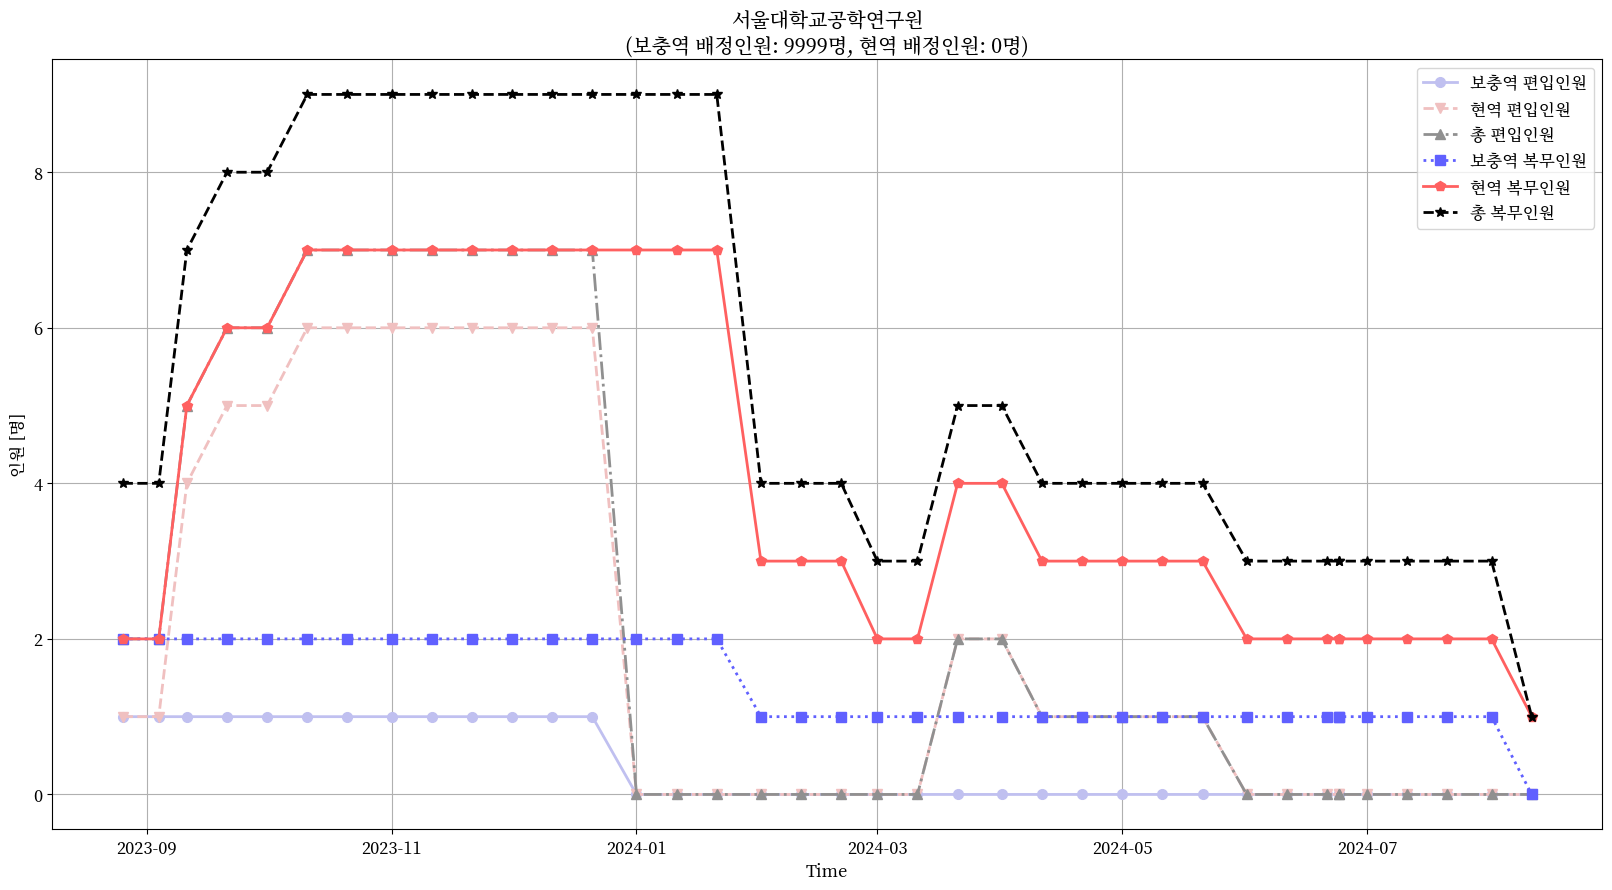 서울대학교공학연구원
(보충역 배정인원: 9999명, 현역 배정인원: 0명)
보충역 편입인원
현역 편입인원
총 편입인원
보충역 복무인원
현역 복무인원
총 복무인원
인원 [명]
8
6
4
2
0
2023-09
2023-11
2024-01
2024-03
2024-05
2024-07
Time